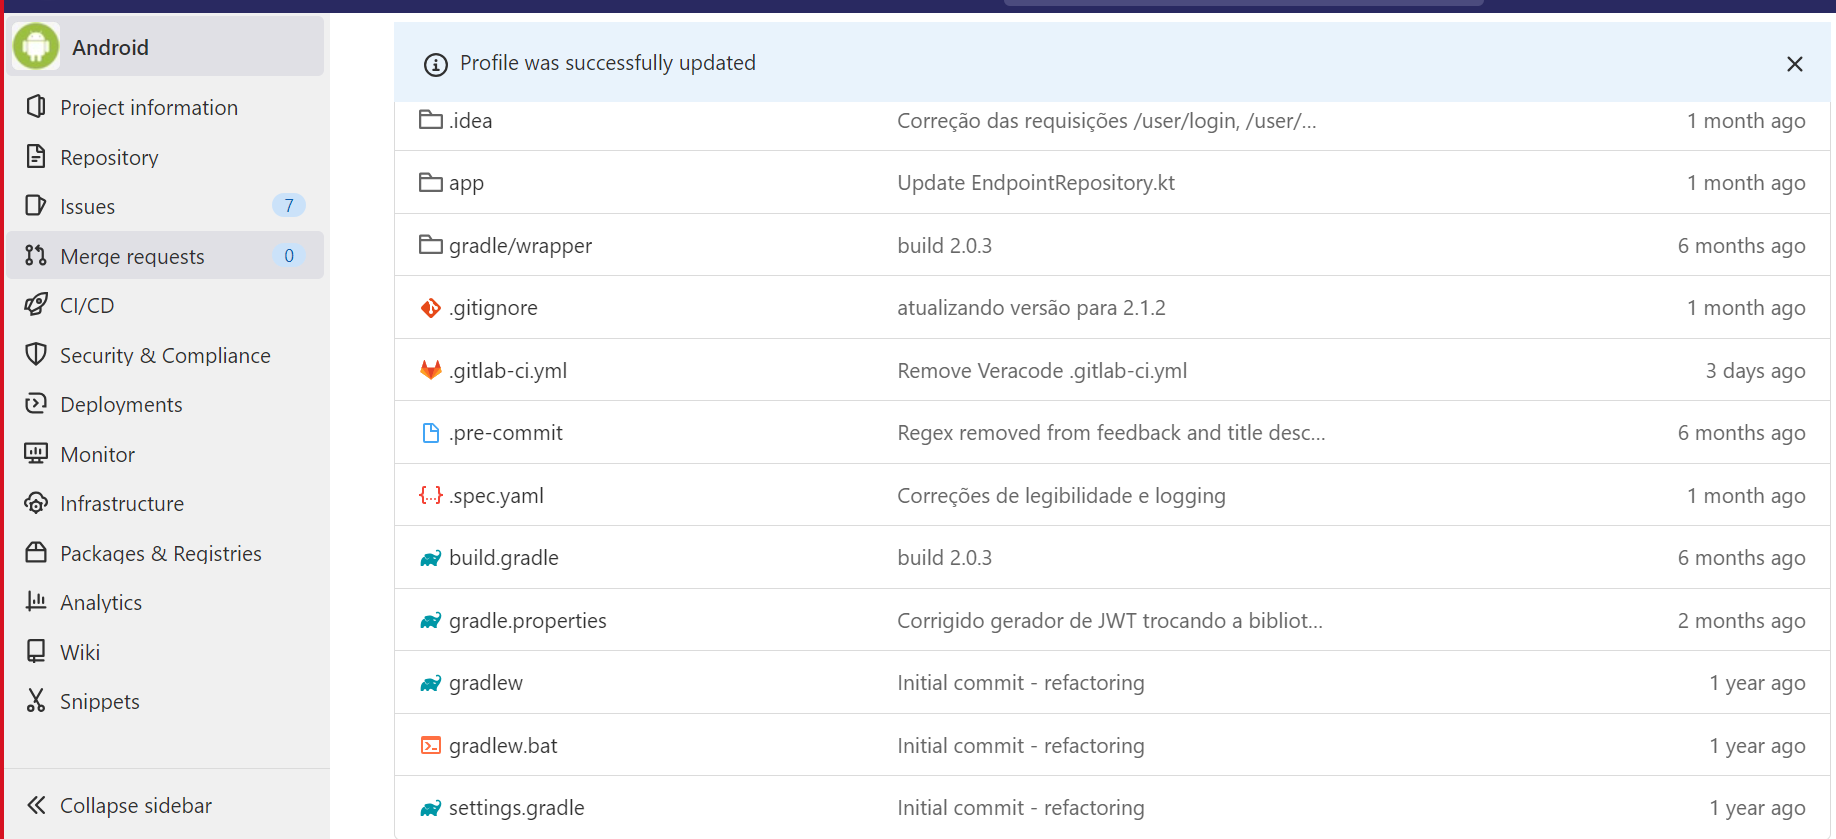 Android
Project information
Repository
Issues 7
Merge requests 0
CI/CD
Security & Compliance
Deployments
Monitor
Infrastructure
Packages & Registries
Analytics
Wiki
Snippets
Collapse sidebar
Profile was successfully updated
.idea Correção das requisições /user/login, /user/... 1 month ago
app Update EndpointRepository.kt 1 month ago
gradle/wrapper build 2.0.3 6 months ago
.gitignore atualizando versão para 2.1.2 1 month ago
.gitlab-ci.yml Remove Veracode .gitlab-ci.yml 3 days ago
.pre-commit Regex removed from feedback and title desc... 6 months ago
.spec.yaml Correções de legibilidade e logging 1 month ago
build.gradle build 2.0.3 6 months ago
gradle.properties Corrigido gerador de JWT trocando a bibliot... 2 months ago
gradlew Initial commit - refactoring 1 year ago
gradlew.bat Initial commit - refactoring 1 year ago
settings.gradle Initial commit - refactoring 1 year ago